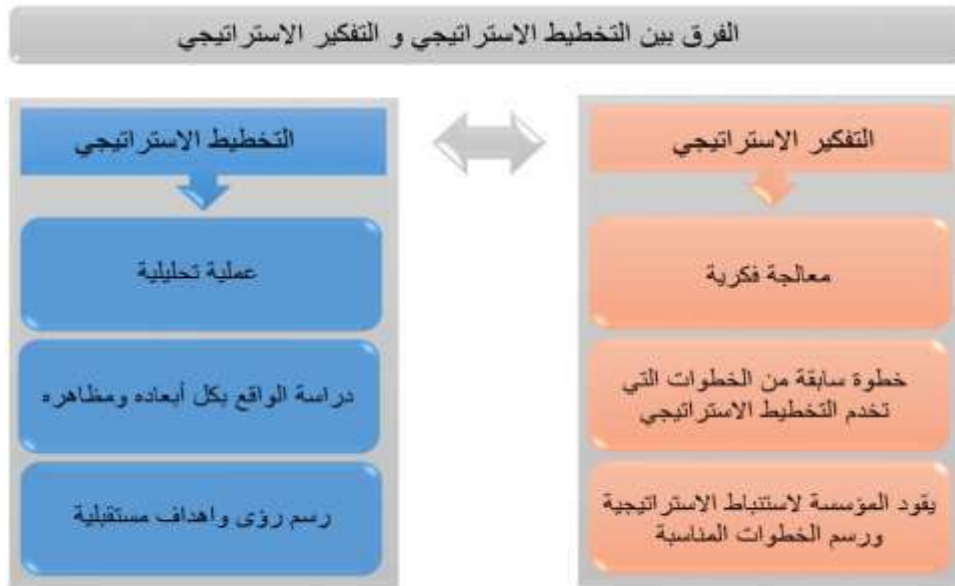 الفرق بين التخطيط الاستراتيجي و التفكير الاستراتيجي
التفكير الاستراتيجي
معالجة فكرية
خطوة سابقة من الخطوات التي
تخدم التخطيط الاستراتيجي
يقود المؤسسة لاستنباط الاستراتيجية
ورسم الخطوات المناسبة
التخطيط الاستراتيجي
عملية تحليلية
دراسة الواقع بكل أبعاده ومظاهره
رسم رؤى واهداف مستقبلية